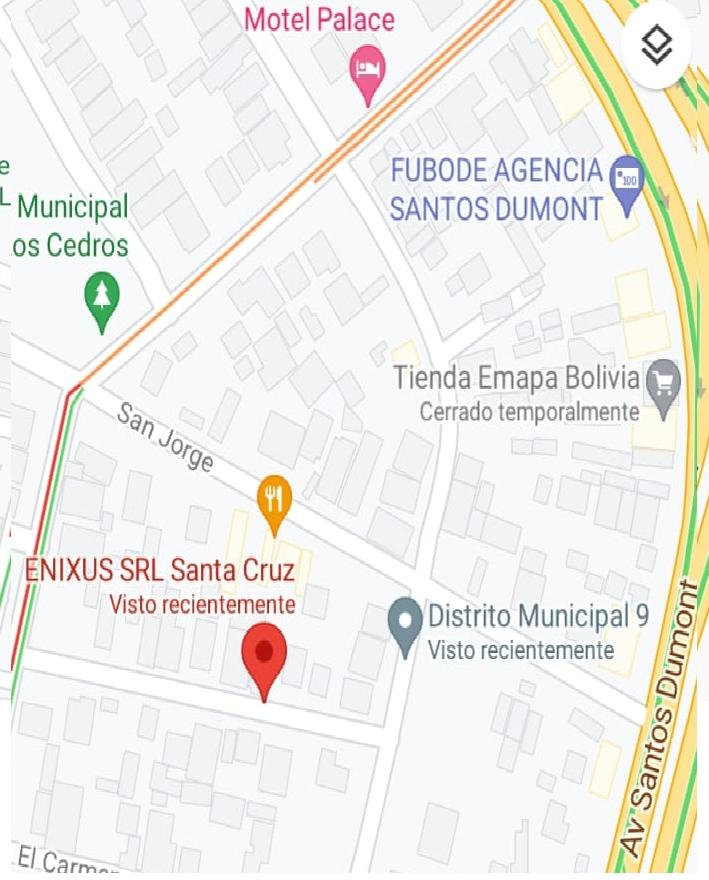 Motel Palace
FUBODE AGENCIA
SANTOS DUMONT
100
e
L Municipal
os Cedros
Tienda Emapa Bolivia
Cerrado temporalmente
San Jorge
ENIXUS SRL Santa Cruz
Visto recientemente
Distrito Municipal 9
Visto recientemente
Av Santos Dumont
El Carmen